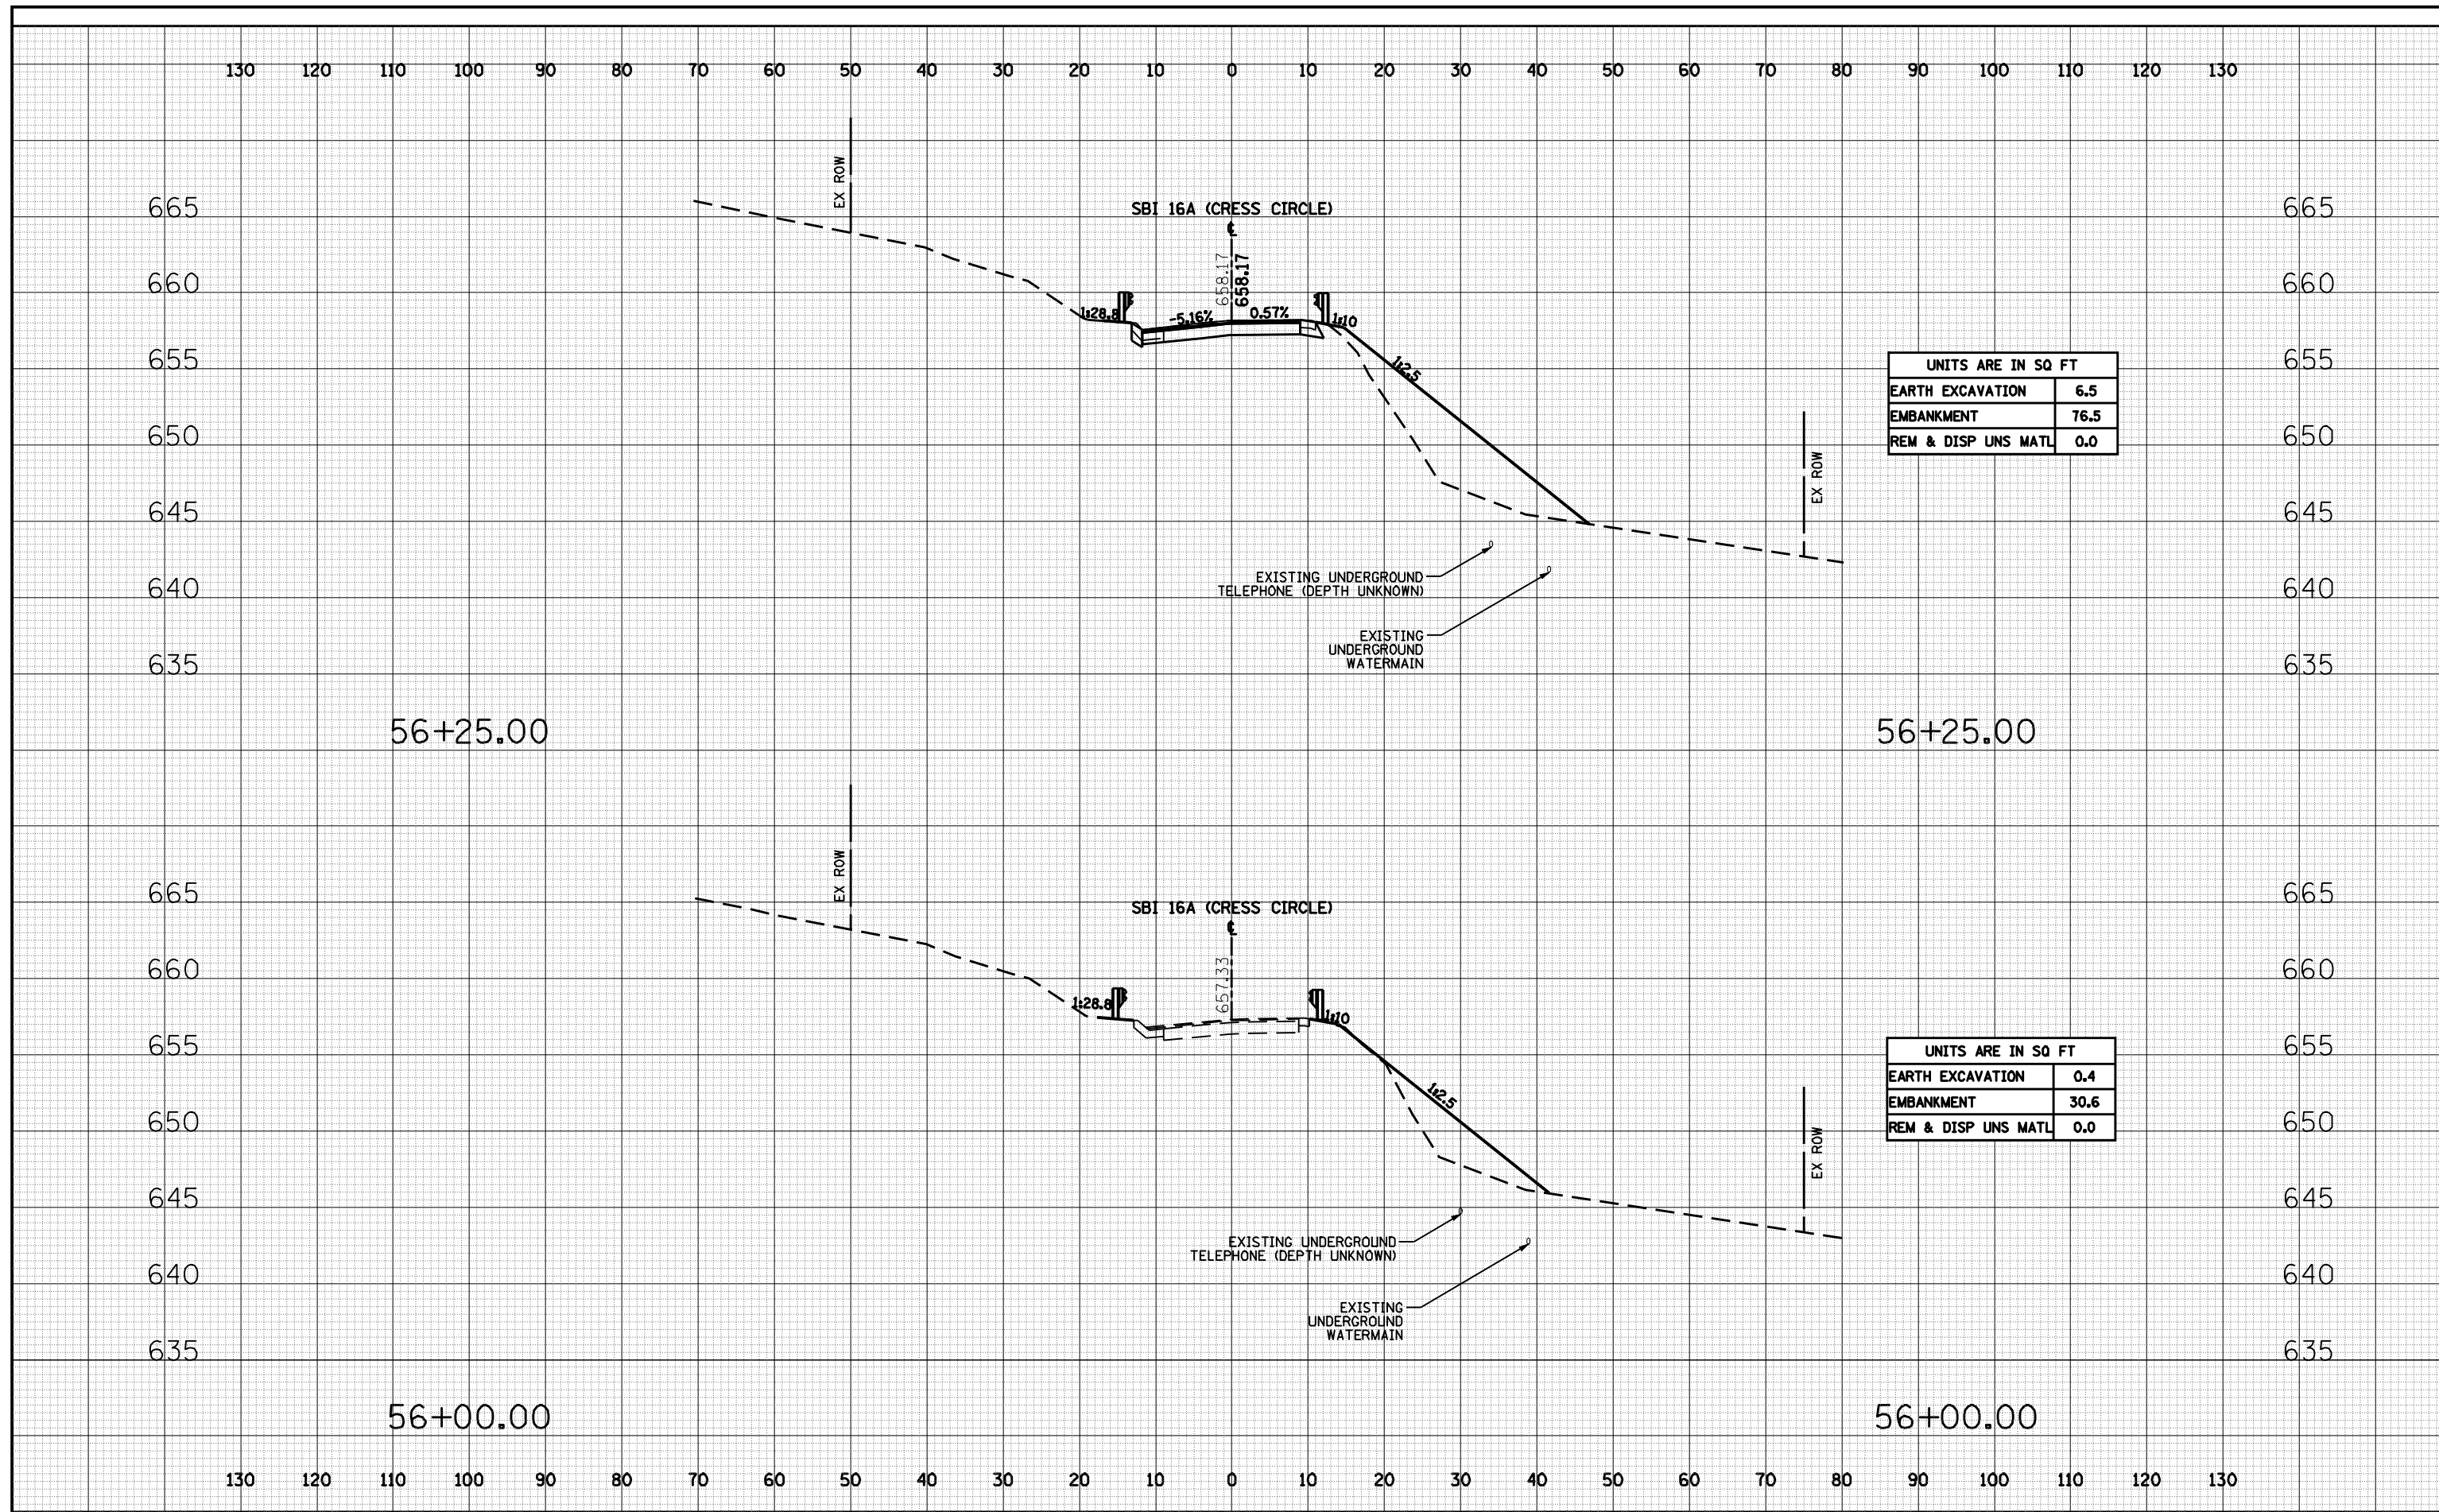 130 120 110 100 90 80 70 60 50 40 30 20 10 0 10 20 30 40 50 60 70 80 90 100 110 120 130
EX ROW
665 665
SBI 16A (CRESS CIRCLE)
℄
658.17
658.17
660 660
1:28.8 -5.16% 0.57% 1:10
655 655
1:2.5
UNITS ARE IN SQ FT
EARTH EXCAVATION 6.5
EMBANKMENT 76.5
REM & DISP UNS MATL 0.0
650 650
EX ROW
645 645
EXISTING UNDERGROUND
TELEPHONE (DEPTH UNKNOWN)
640 640
EXISTING
UNDERGROUND
WATERMAIN
635 635
56+25.00 56+25.00
EX ROW
665 665
SBI 16A (CRESS CIRCLE)
℄
657.33
660 660
1:28.8 1:10
655 655
1:2.5
UNITS ARE IN SQ FT
EARTH EXCAVATION 0.4
EMBANKMENT 30.6
REM & DISP UNS MATL 0.0
650 650
EX ROW
645 645
EXISTING UNDERGROUND
TELEPHONE (DEPTH UNKNOWN)
640 640
EXISTING
UNDERGROUND
WATERMAIN
635 635
56+00.00 56+00.00
130 120 110 100 90 80 70 60 50 40 30 20 10 0 10 20 30 40 50 60 70 80 90 100 110 120 130